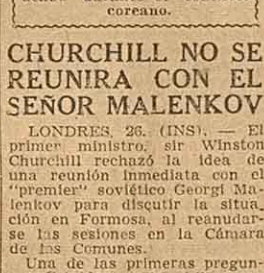 coreano.
CHURCHILL NO SE
REUNIRA CON EL
SEÑOR MALENKOV
LONDRES, 26. (INS). — El
primer ministro, sir Winston
Churchill rechazó la idea de
una reunión inmediata con el
"premier" soviético Georgi Ma-
lenkov para discutir la situa_
ción en Formosa, al reanudar-
se las sesiones en la Cámara
de las Comunes.
Una de las primeras pregun-